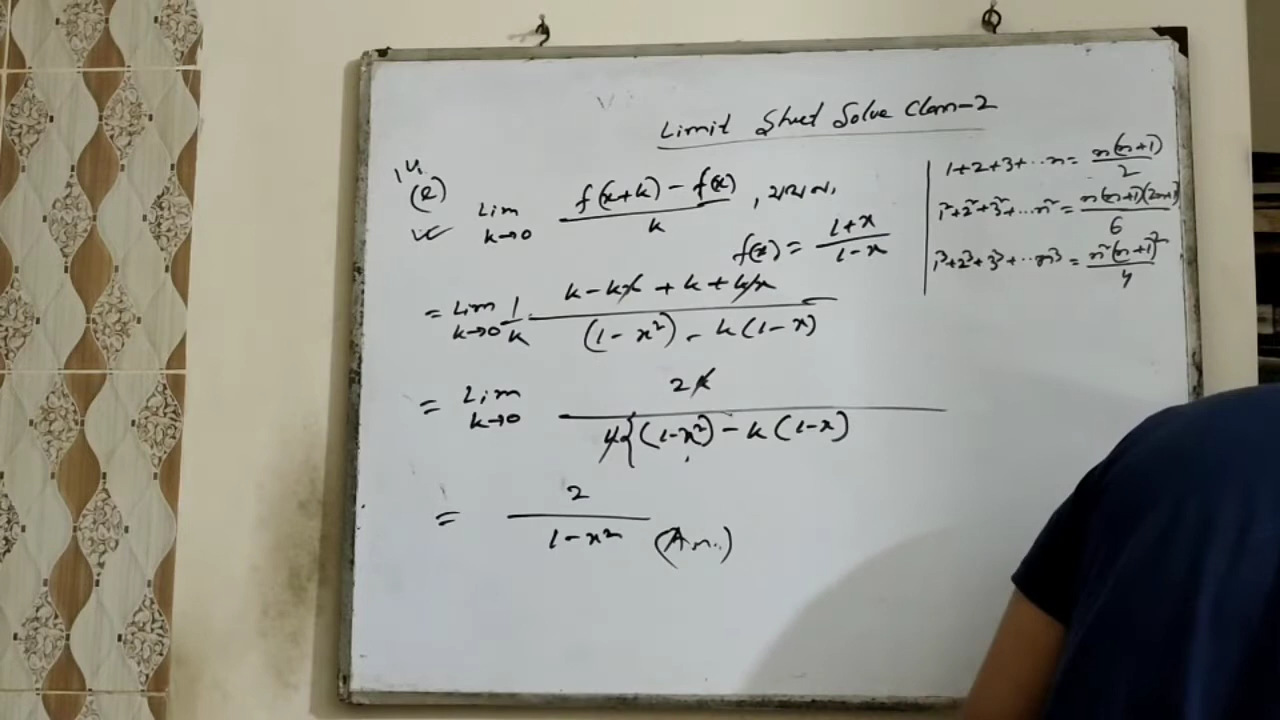 Limit Sheet Solve Class-2
14.
(k) Lim k→0 f(x+k) - f(x) / k , যখন,
f(x) = 1+x / 1-x
= Lim k→0 1/k · k - kx + k + kx / (1-x²) - k(1-x)
= Lim k→0 2k / k{(1-x²) - k(1-x)
= 2 / 1-x² (Ans.)
1+2+3+···n = n(n+1) / 2
1²+2²+3²+···n² = n(n+1)(2n+1) / 6
1³+2³+3³+···n³ = n²(n+1)² / 4